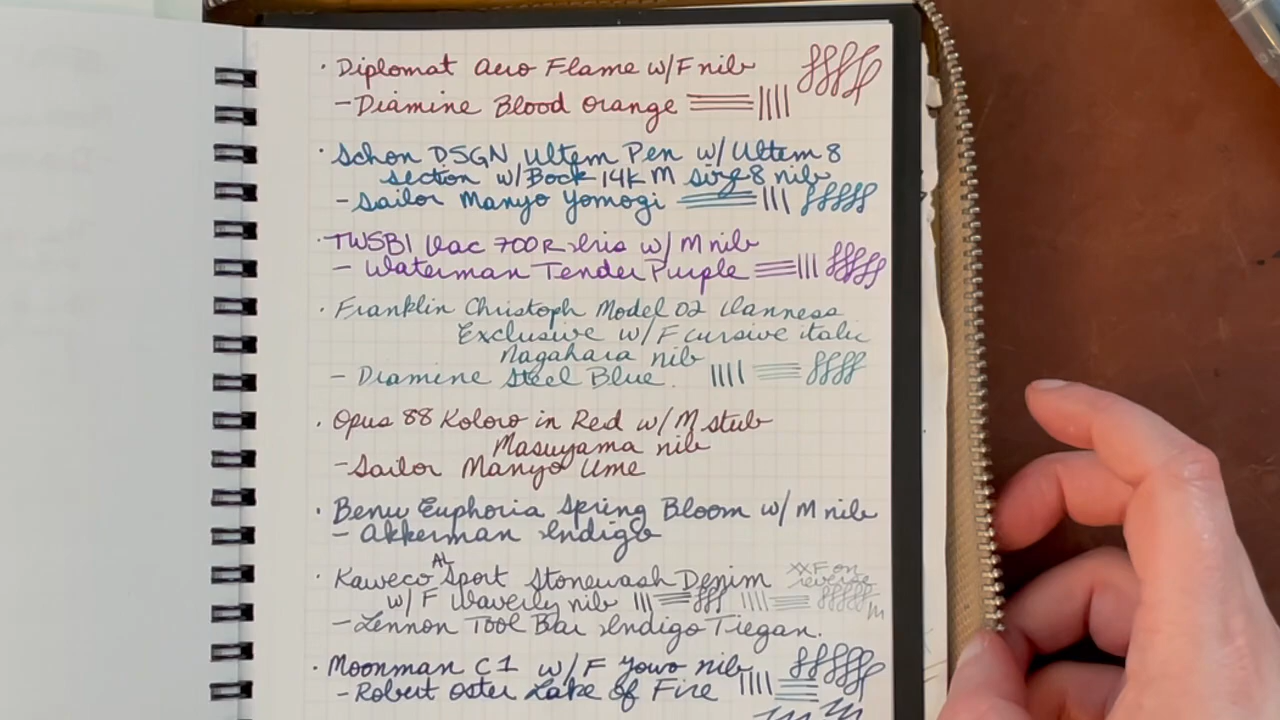 · Diplomat Aero Flame w/ F nib
- Diamine Blood Orange
· Schon DSGN Ultem Pen w/ Ultem 8
section w/ Bock 14K M size 8 nib
- Sailor Manyo Yomogi
· TWSBI Vac 700R Iris w/ M nib
- Waterman Tender Purple
· Franklin Christoph Model 02 Vanness
Exclusive w/ F cursive italic
Nagahara nib
- Diamine Steel Blue.
· Opus 88 Koloro in Red w/ M stub
Masuyama nib
- Sailor Manyo Ume
· Benu Euphoria Spring Bloom w/ M nib
- Akkerman Indigo
· Kaweco AL Sport Stonewash Denim
XXF on
reverse
w/ F Waverly nib
- Lennon Tool Bar Indigo Tiegan.
· Moonman C1 w/ F Yowo nib
- Robert Oster Lake of Fire